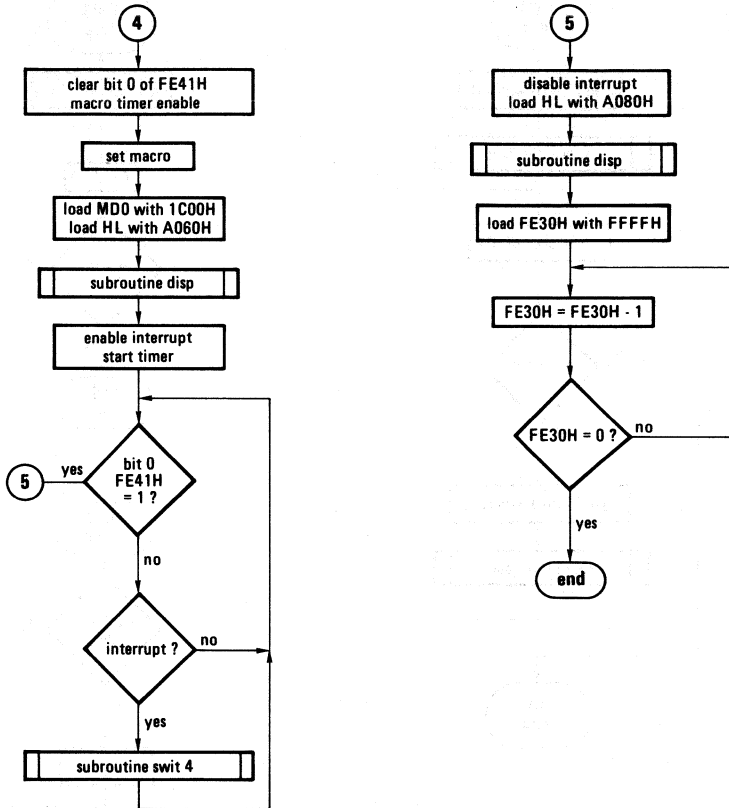 4
clear bit 0 of FE41H
macro timer enable
set macro
load MD0 with 1C00H
load HL with A060H
subroutine disp
enable interrupt
start timer
yes
5
bit 0
FE41H
= 1 ?
no
interrupt ?
no
yes
subroutine swit 4
5
disable interrupt
load HL with A080H
subroutine disp
load FE30H with FFFFH
FE30H = FE30H - 1
FE30H = 0 ?
no
yes
end